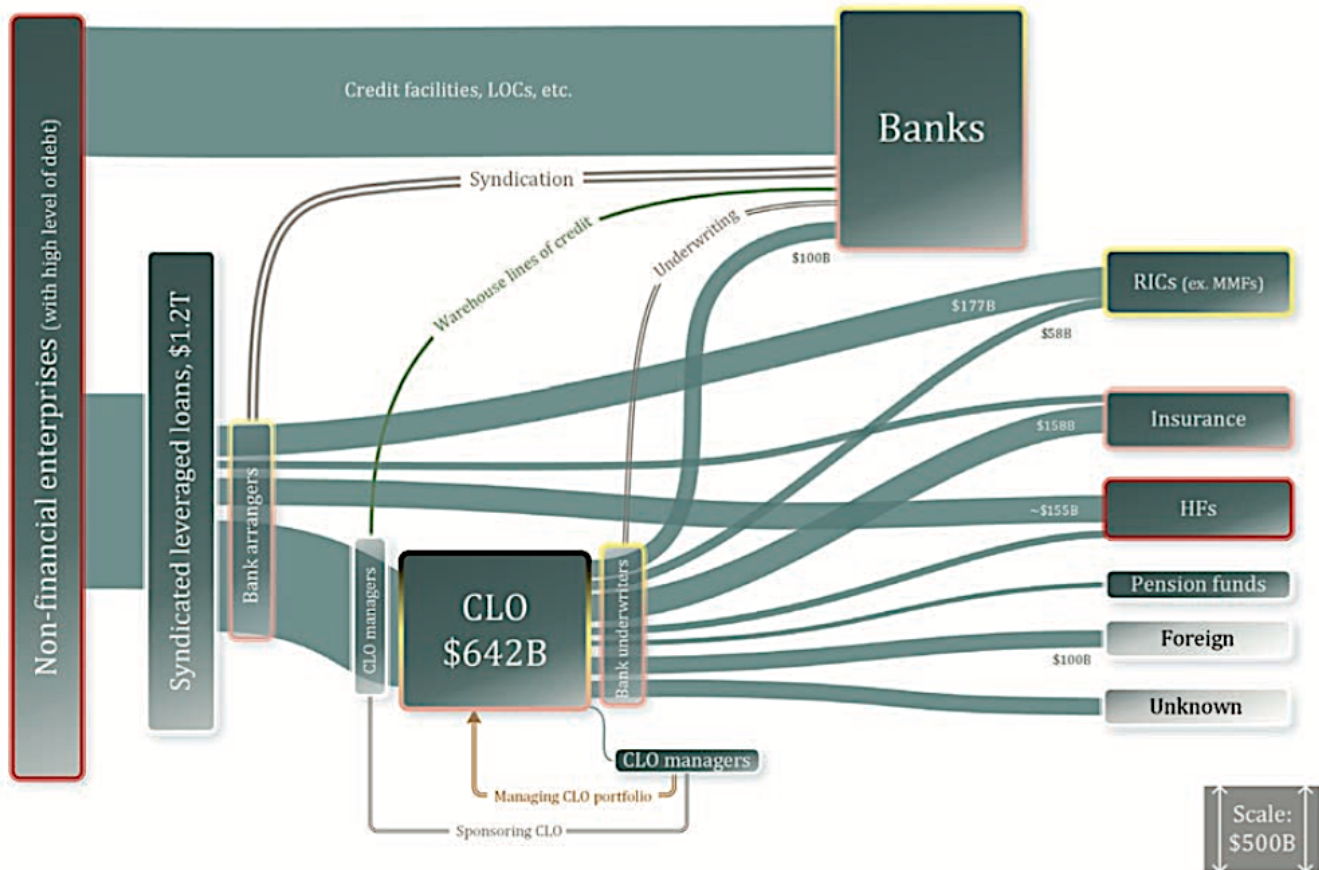 Non-financial enterprises (with high level of debt)
Credit facilities, LOCs, etc.
Banks
Syndication
Warehouse lines of credit
Underwriting
$100B
Syndicated leveraged loans, $1.2T
Bank arrangers
RICs (ex. MMFs)
$177B
$58B
Insurance
$158B
HFs
~$155B
CLO managers
CLO
$642B
Bank underwriters
Pension funds
Foreign
$100B
Unknown
CLO managers
Managing CLO portfolio
Sponsoring CLO
Scale:
$500B